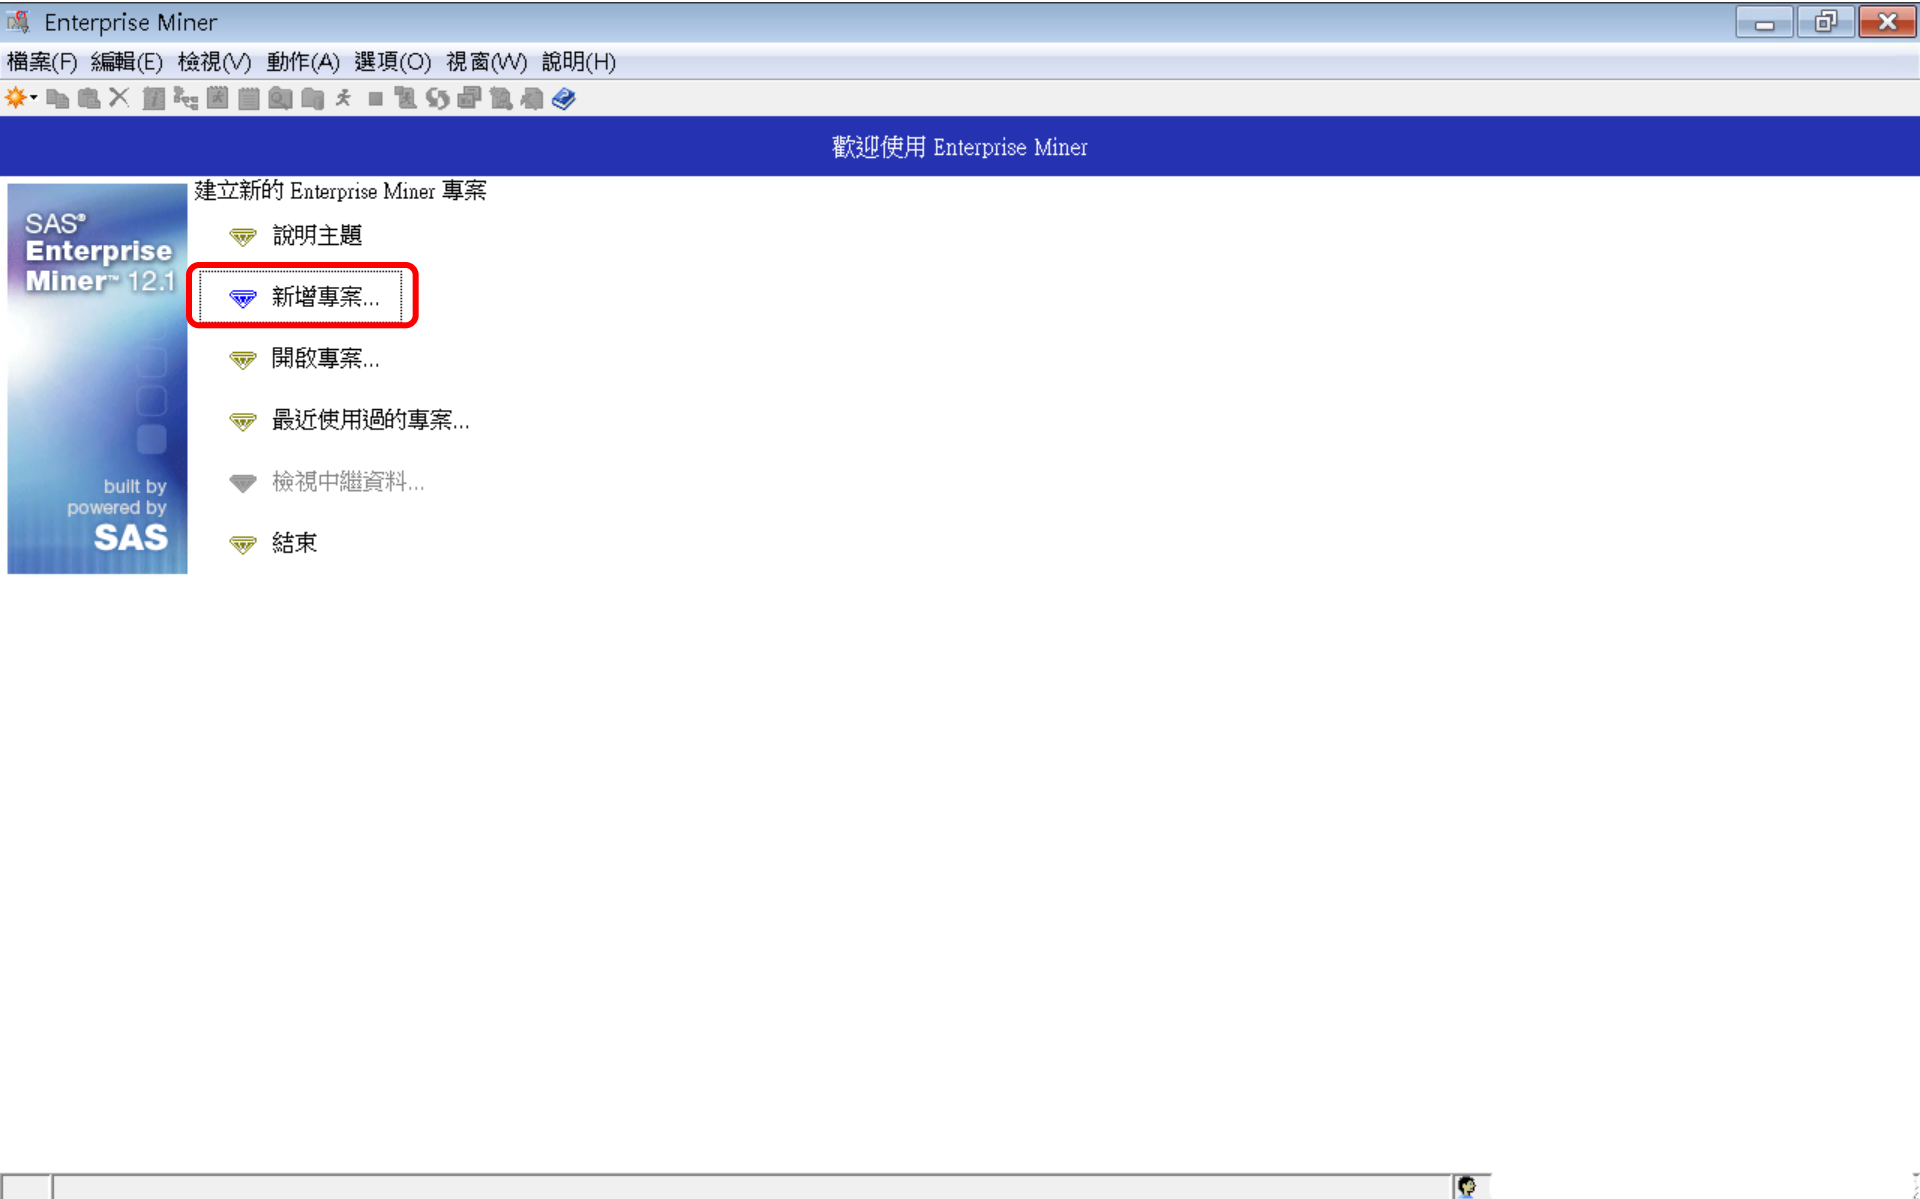 Enterprise Miner
檔案(F) 編輯(E) 檢視(V) 動作(A) 選項(O) 視窗(W) 說明(H)
歡迎使用 Enterprise Miner
建立新的 Enterprise Miner 專案
SAS®
Enterprise
Miner™ 12.1
說明主題
新增專案...
開啟專案...
最近使用過的專案...
檢視中繼資料...
結束
built by
powered by
SAS